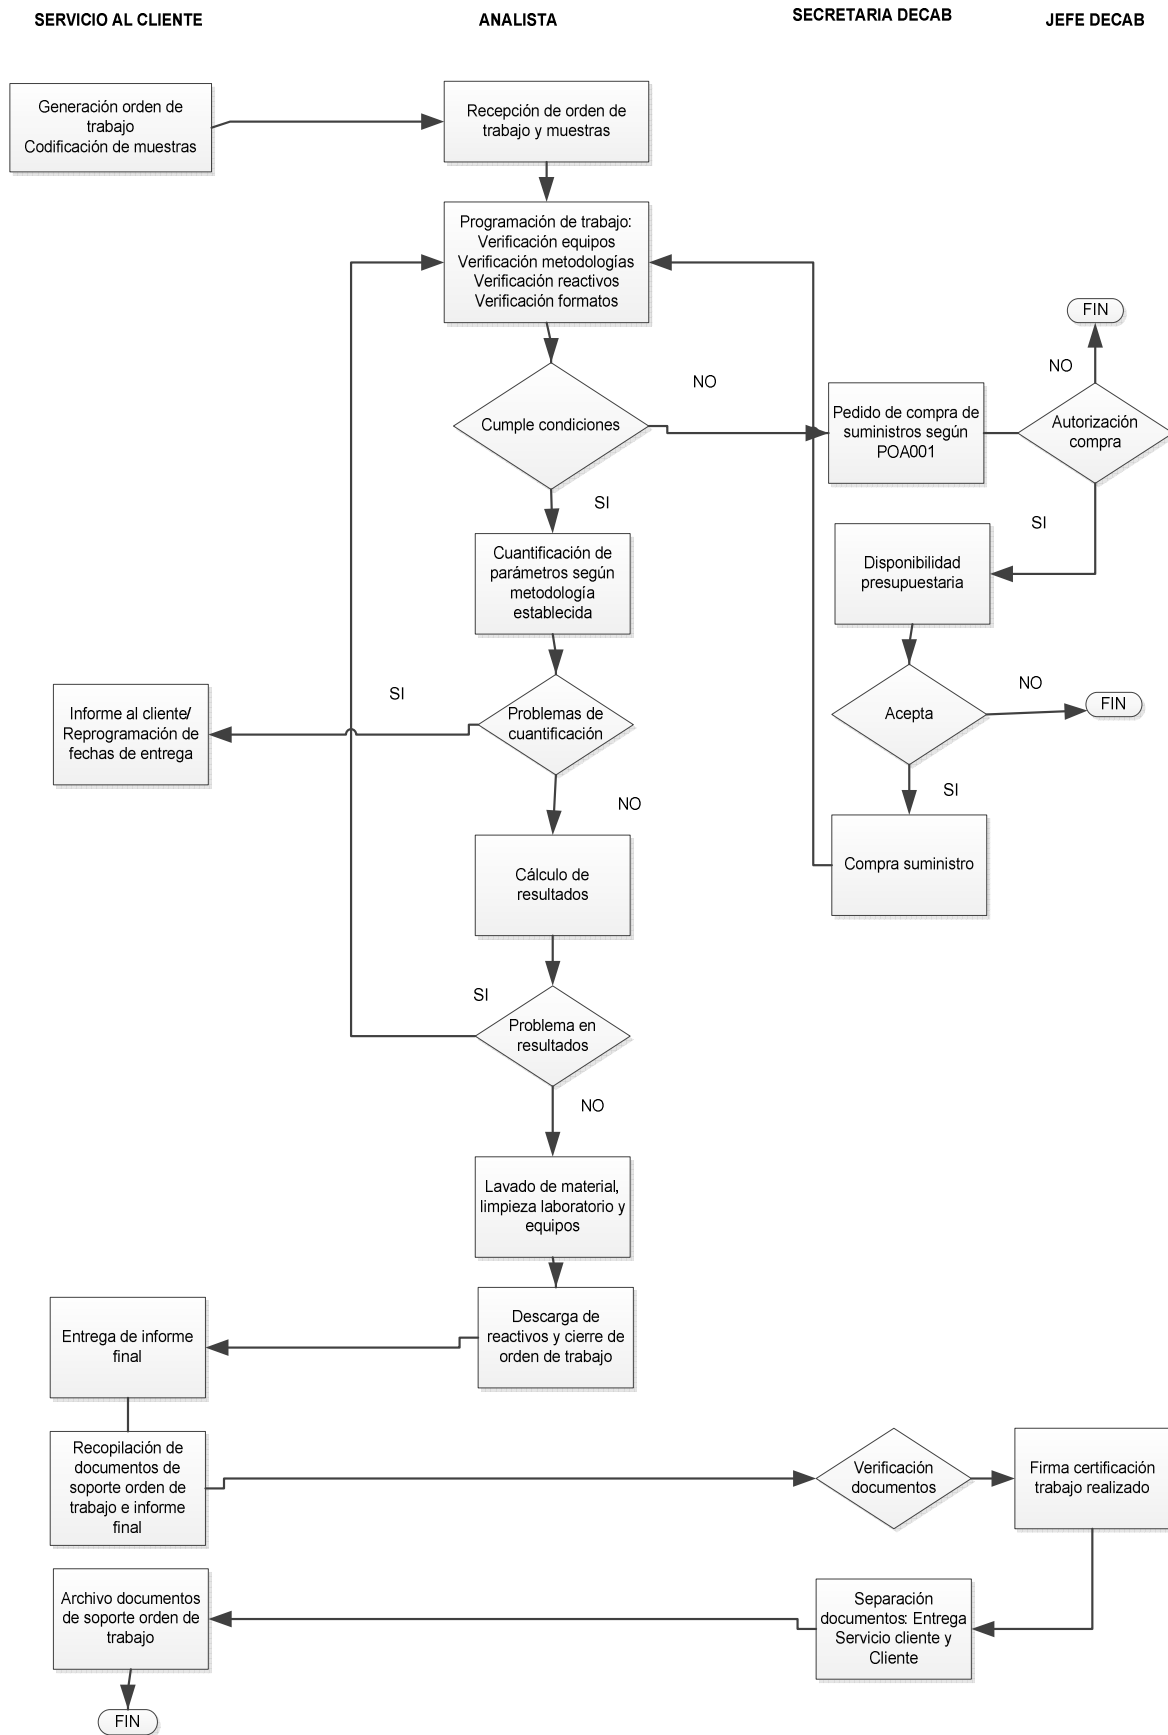 SERVICIO AL CLIENTE
ANALISTA
SECRETARIA DECAB
JEFE DECAB
Generación orden de
trabajo
Codificación de muestras
Recepción de orden de
trabajo y muestras
Programación de trabajo:
Verificación equipos
Verificación metodologías
Verificación reactivos
Verificación formatos
FIN
NO
NO
Cumple condiciones
Pedido de compra de
suministros según
POA001
Autorización
compra
SI
SI
Cuantificación de
parámetros según
metodología
establecida
Disponibilidad
presupuestaria
SI
NO
Informe al cliente/
Reprogramación de
fechas de entrega
Problemas de
cuantificación
Acepta
FIN
NO
SI
Cálculo de
resultados
Compra suministro
SI
Problema en
resultados
NO
Lavado de material,
limpieza laboratorio y
equipos
Descarga de
reactivos y cierre de
orden de trabajo
Entrega de informe
final
Recopilación de
documentos de
soporte orden de
trabajo e informe
final
Verificación
documentos
Firma certificación
trabajo realizado
Archivo documentos
de soporte orden de
trabajo
Separación
documentos: Entrega
Servicio cliente y
Cliente
FIN